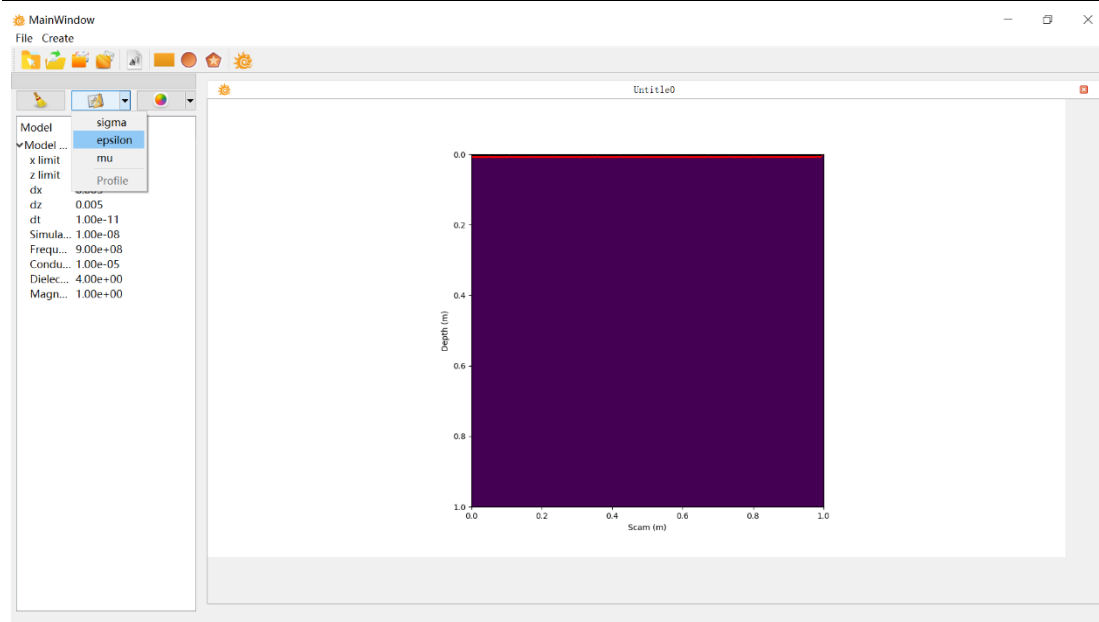 MainWindow
File Create
Untitle0
sigma
epsilon
mu
Profile
Model
Model ...
x limit
z limit
dx
dz 0.005
dt 1.00e-11
Simula... 1.00e-08
Frequ... 9.00e+08
Condu... 1.00e-05
Dielec... 4.00e+00
Magn... 1.00e+00
0.0
0.2
0.4
0.6
0.8
1.0
Depth (m)
0.0 0.2 0.4 0.6 0.8 1.0
Scam (m)